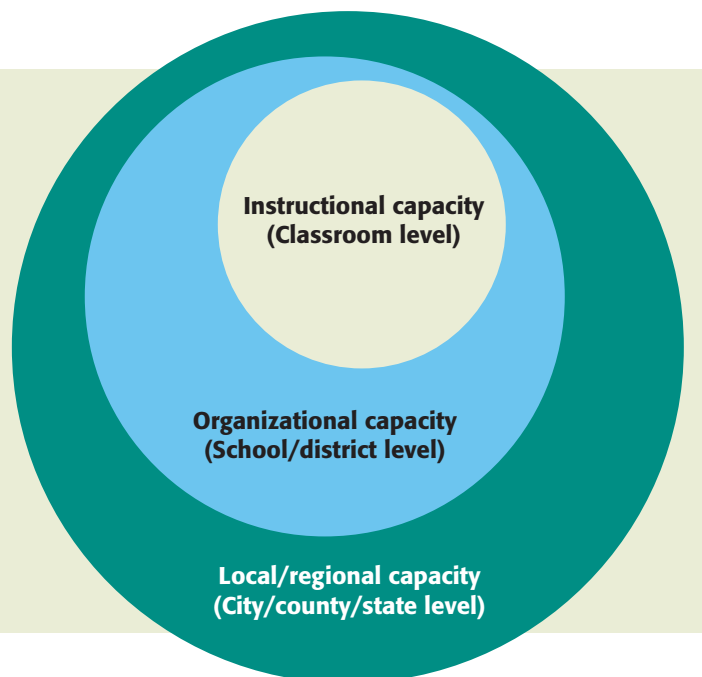 Instructional capacity
(Classroom level)
Organizational capacity
(School/district level)
Local/regional capacity
(City/county/state level)